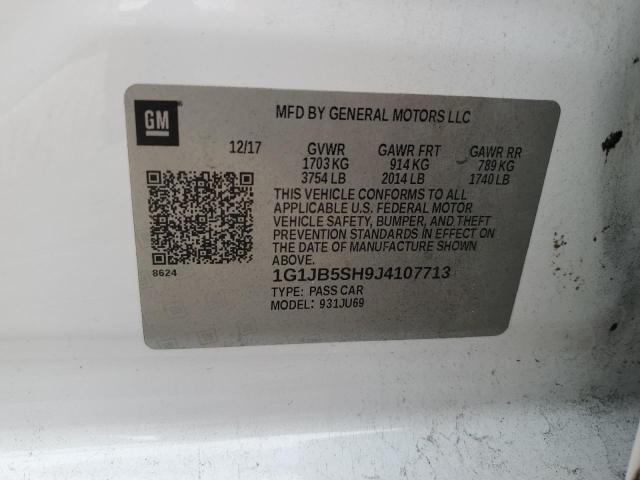 GM
MFD BY GENERAL MOTORS LLC
12/17 GVWR GAWR FRT GAWR RR
1703 KG 914 KG 789 KG
3754 LB 2014 LB 1740 LB
THIS VEHICLE CONFORMS TO ALL
APPLICABLE U.S. FEDERAL MOTOR
VEHICLE SAFETY, BUMPER, AND THEFT
PREVENTION STANDARDS IN EFFECT ON
THE DATE OF MANUFACTURE SHOWN
ABOVE.
8624
1G1JB5SH9J4107713
TYPE: PASS CAR
MODEL: 931JU69